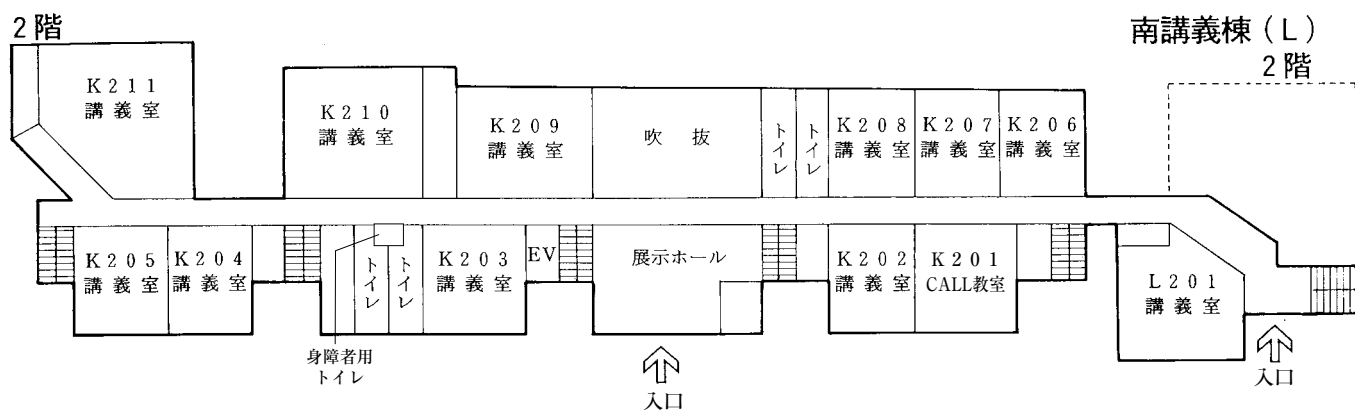 2階
南講義棟(L)
2階
K211
講義室
K210
講義室
K209
講義室
吹抜
トイレ
トイレ
K208
講義室
K207
講義室
K206
講義室
K205
講義室
K204
講義室
トイレ
トイレ
K203
講義室
EV
展示ホール
K202
講義室
K201
CALL教室
L201
講義室
身障者用
トイレ
入口
入口